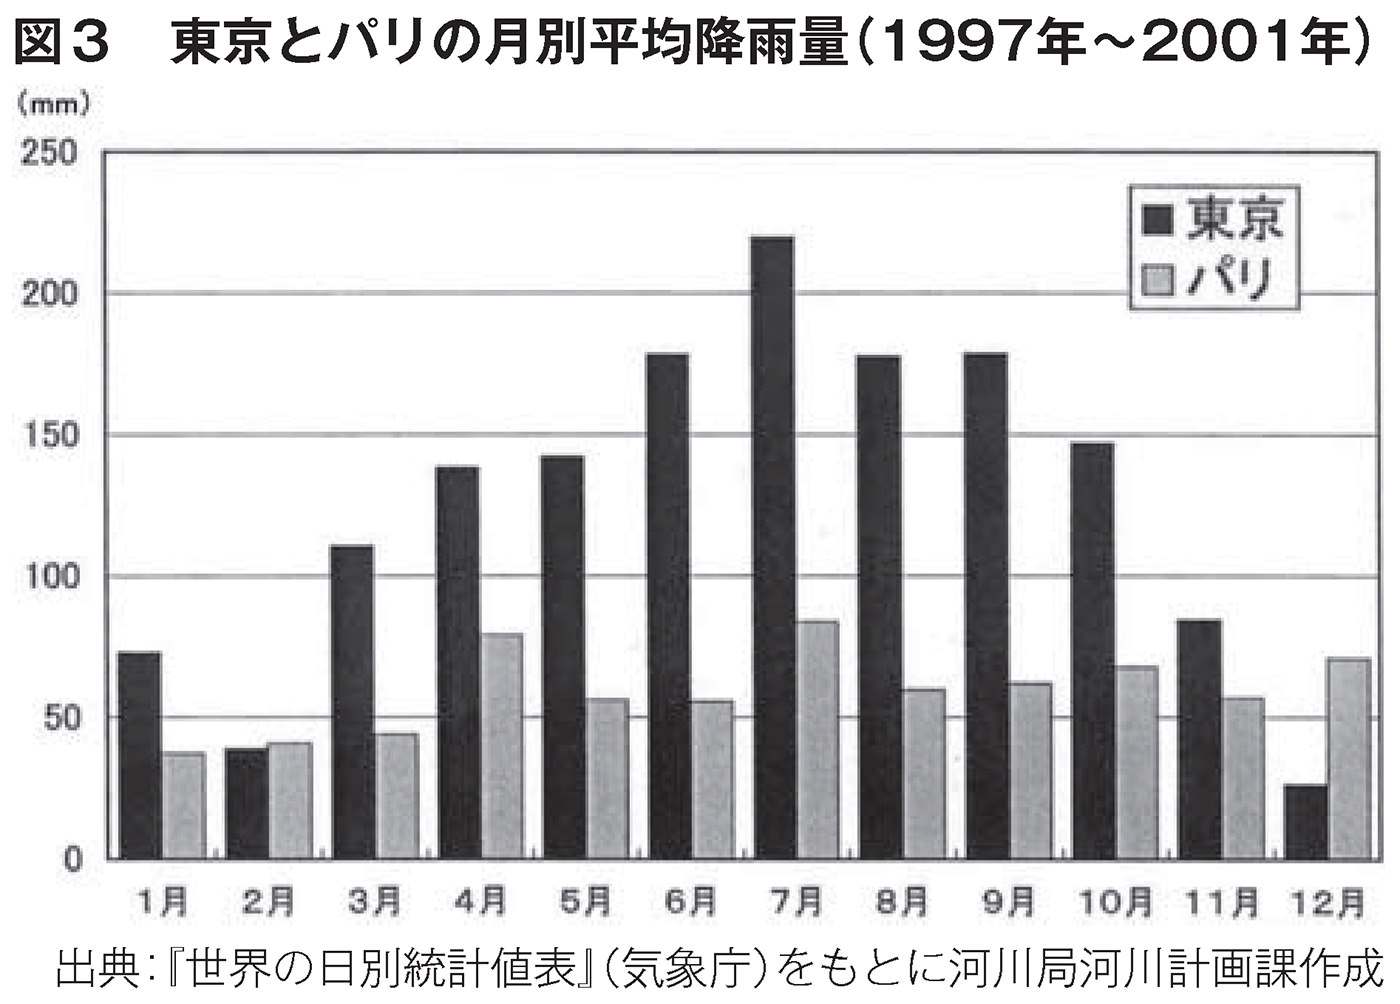 図３　東京とパリの月別平均降雨量（1997年～2001年）
（mm）
250
200
150
100
50
0
東京
パリ
1月 2月 3月 4月 5月 6月 7月 8月 9月 10月 11月 12月
出典：『世界の日別統計値表』（気象庁）をもとに河川局河川計画課作成